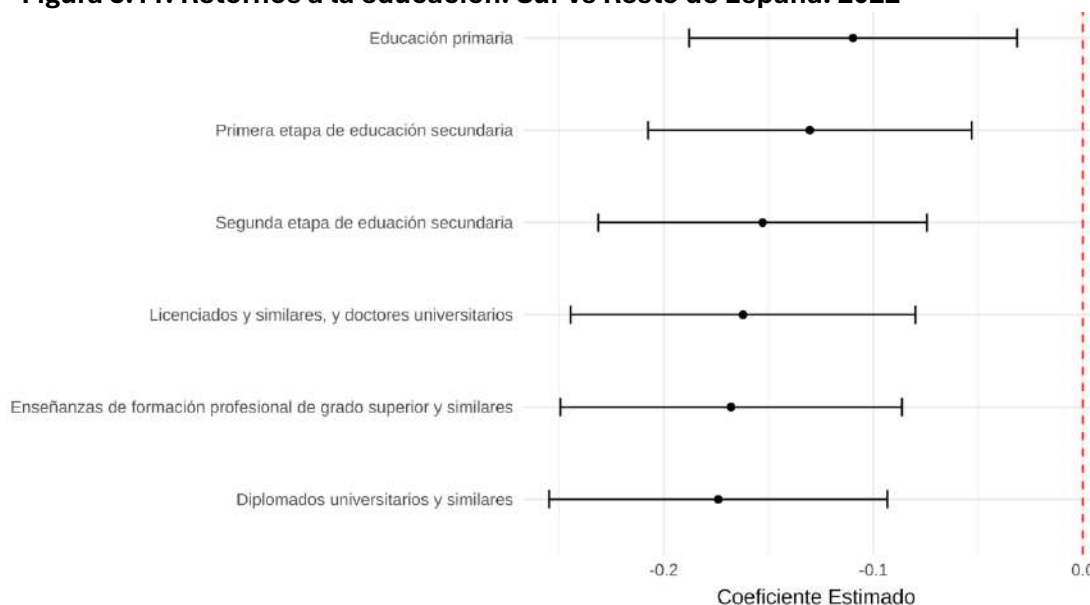 Educación primaria
Primera etapa de educación secundaria
Segunda etapa de eduación secundaria
Licenciados y similares, y doctores universitarios
Enseñanzas de formación profesional de grado superior y similares
Diplomados universitarios y similares
-0.2 -0.1 0.0
Coeficiente Estimado